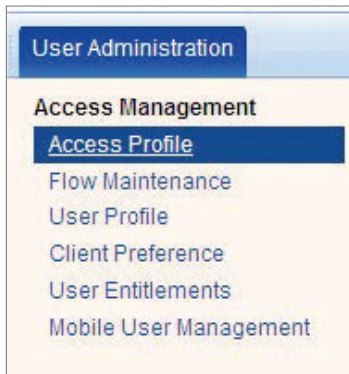 User Administration
Access Management
Access Profile
Flow Maintenance
User Profile
Client Preference
User Entitlements
Mobile User Management